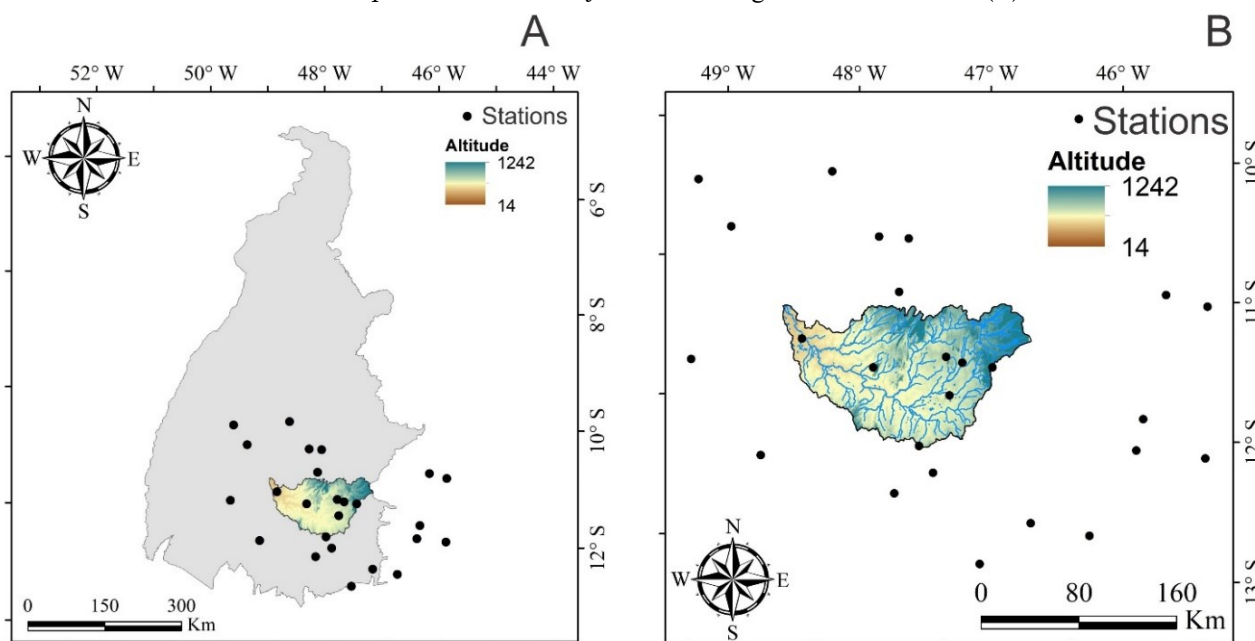 A
52° W 50° W 48° W 46° W 44° W
N
W E
S
Stations
Altitude
1242
14
6° S
8° S
10° S
12° S
0 150 300
Km
B
49° W 48° W 47° W 46° W
Stations
Altitude
1242
14
10°S
11°S
12°S
13°S
N
W E
S
0 80 160
Km